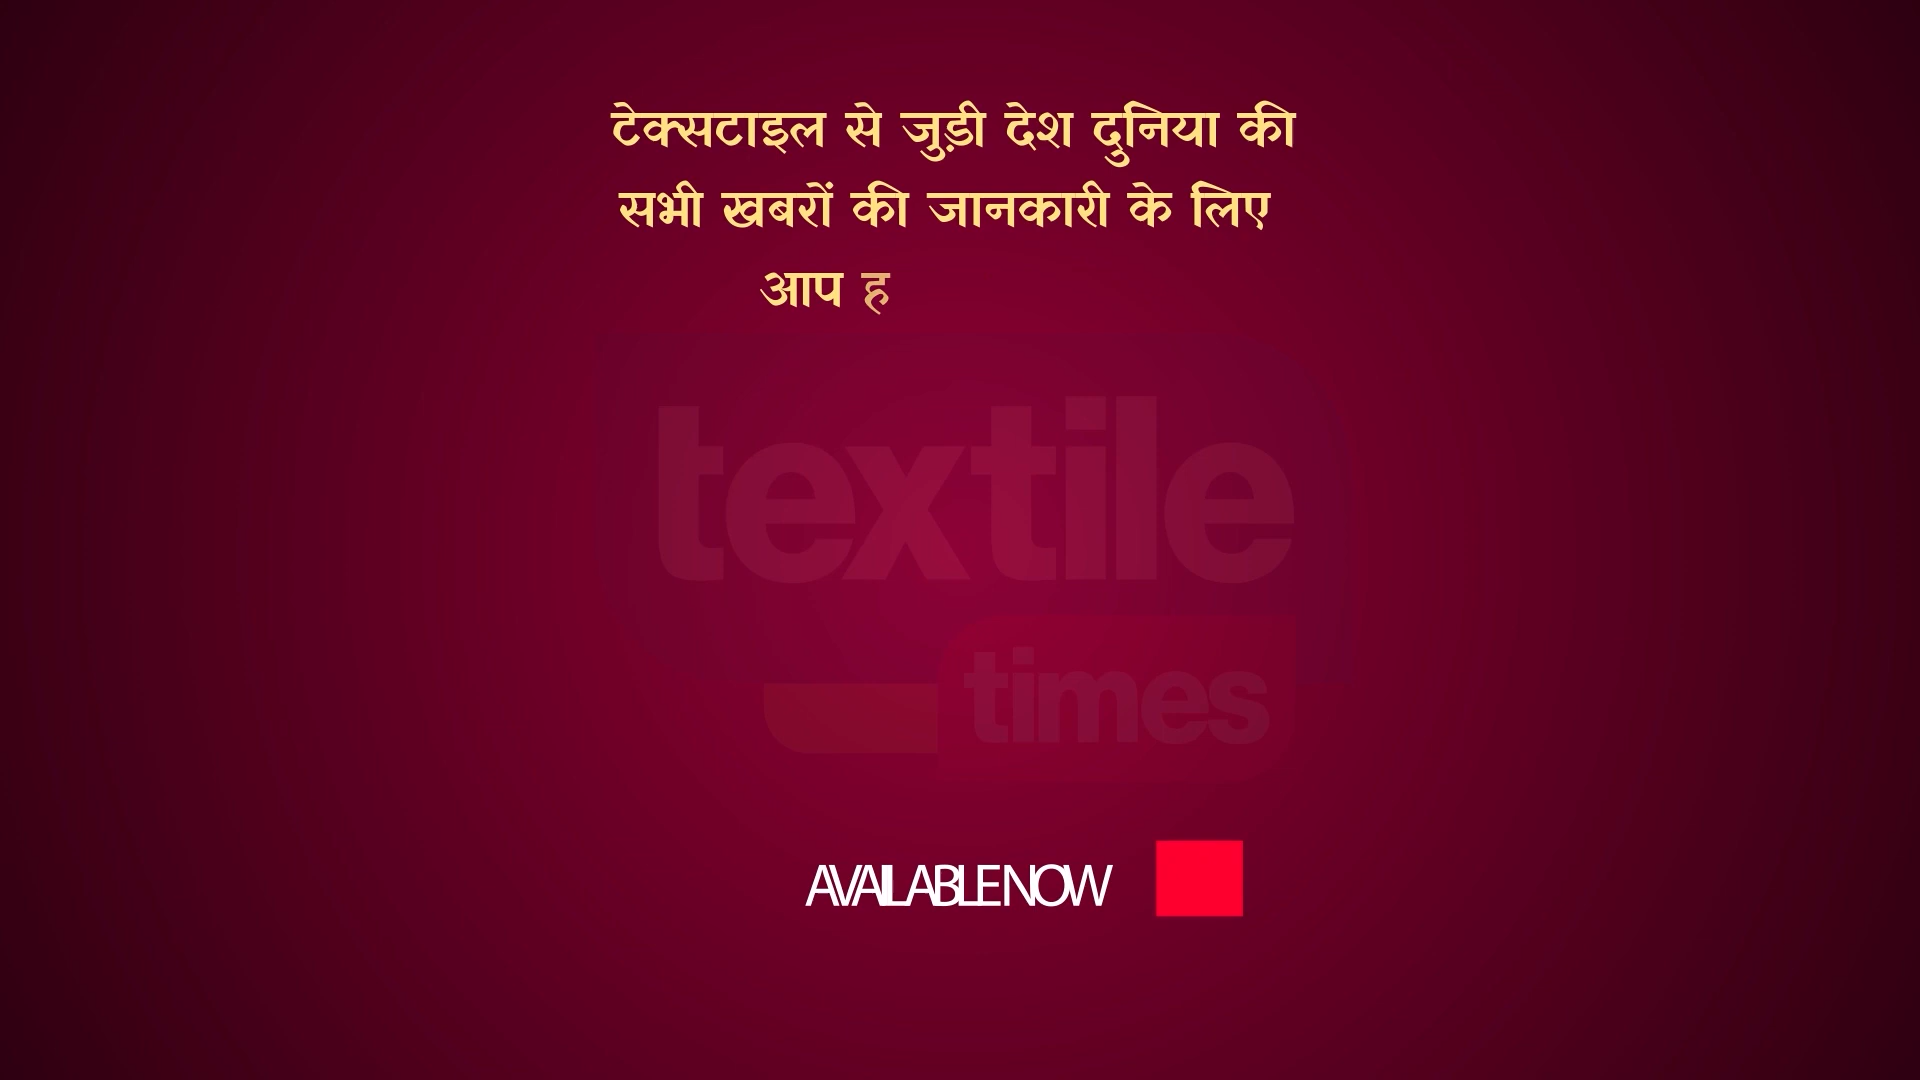 टेक्सटाइल से जुड़ी देश दुनिया की
सभी खबरों की जानकारी के लिए
आप ह
textile
times
AVAILABLE NOW